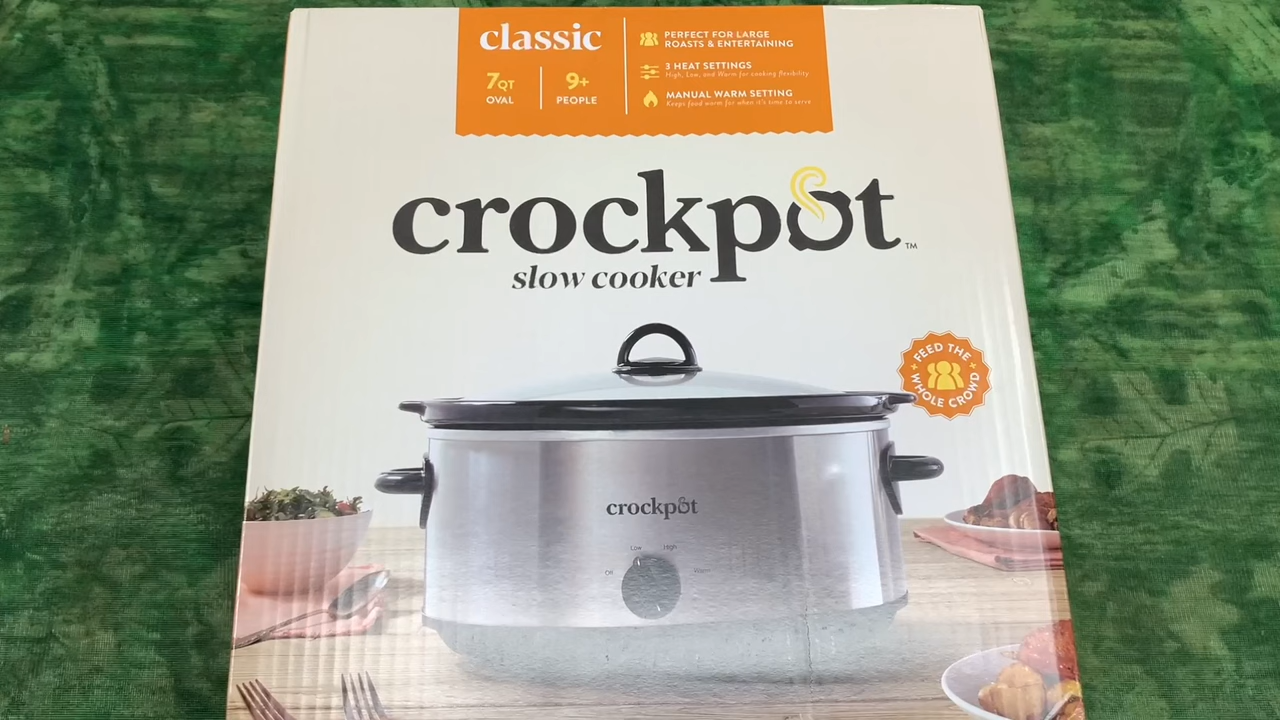 classic
7QT
OVAL
9+
PEOPLE
PERFECT FOR LARGE
ROASTS & ENTERTAINING
3 HEAT SETTINGS
High, Low, and Warm for cooking flexibility
MANUAL WARM SETTING
Keeps food warm for when it's time to serve
crockpot™
slow cooker
FEED THE
WHOLE CROWD
crockpot
Low High
Off Warm